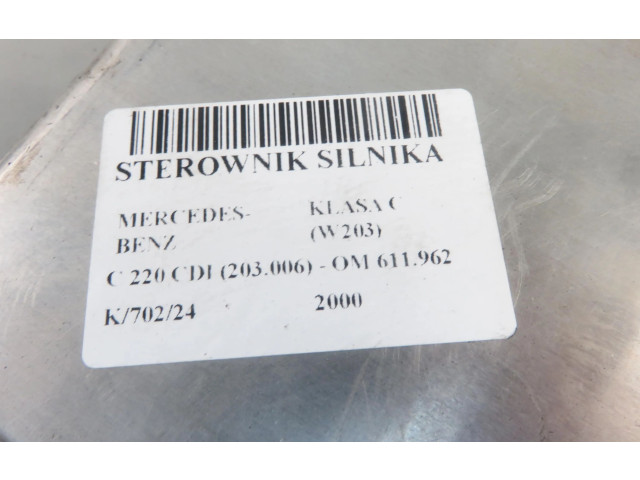 STEROWNIK SILNIKA
MERCEDES- KLASA C
BENZ (W203)
C 220 CDI (203.006) - OM 611.962
K/702/24 2000